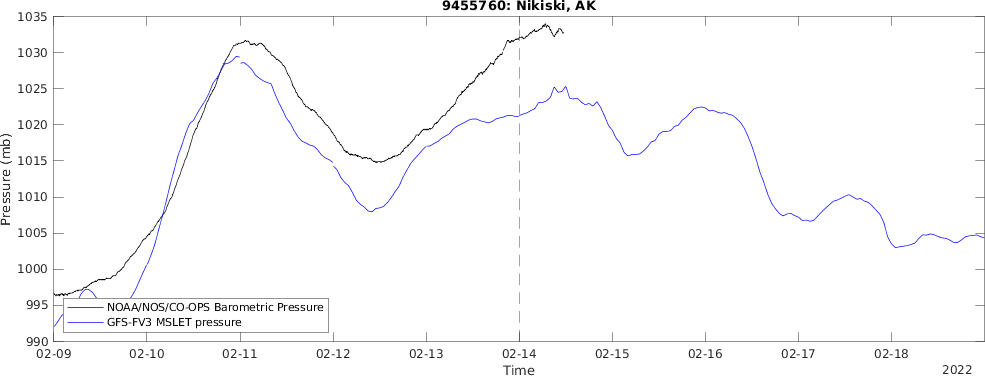 9455760: Nikiski, AK
Pressure (mb)
1035
1030
1025
1020
1015
1010
1005
1000
995
990
NOAA/NOS/CO-OPS Barometric Pressure
GFS-FV3 MSLET pressure
02-09 02-10 02-11 02-12 02-13 02-14 02-15 02-16 02-17 02-18
Time
2022